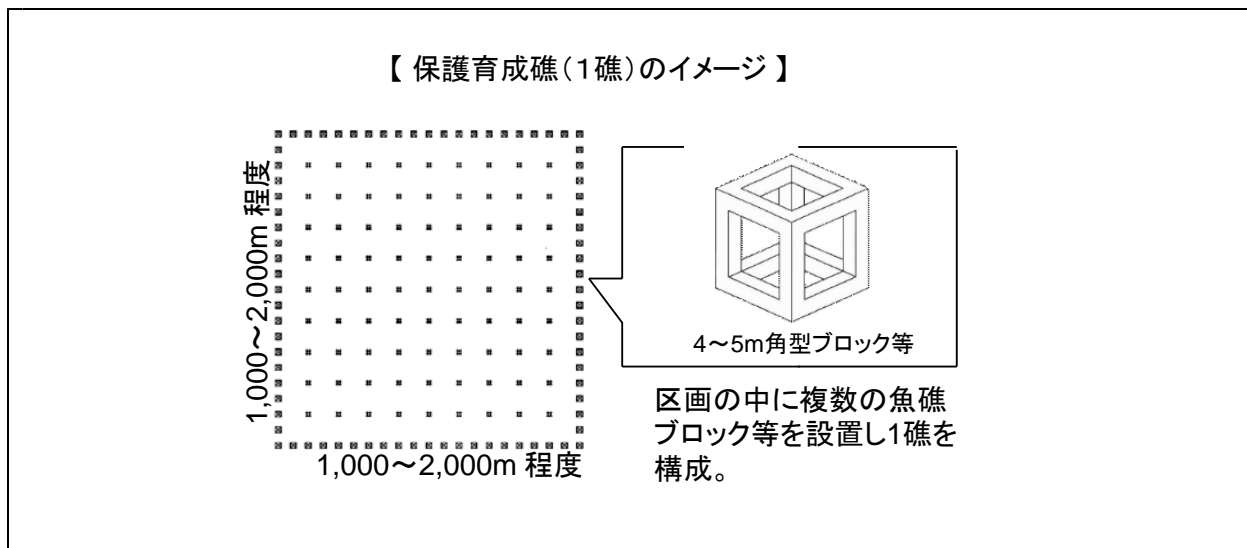 【 保護育成礁(1礁)のイメージ 】
1,000～2,000m 程度
4～5m角型ブロック等
区画の中に複数の魚礁
ブロック等を設置し1礁を
構成。
1,000～2,000m 程度